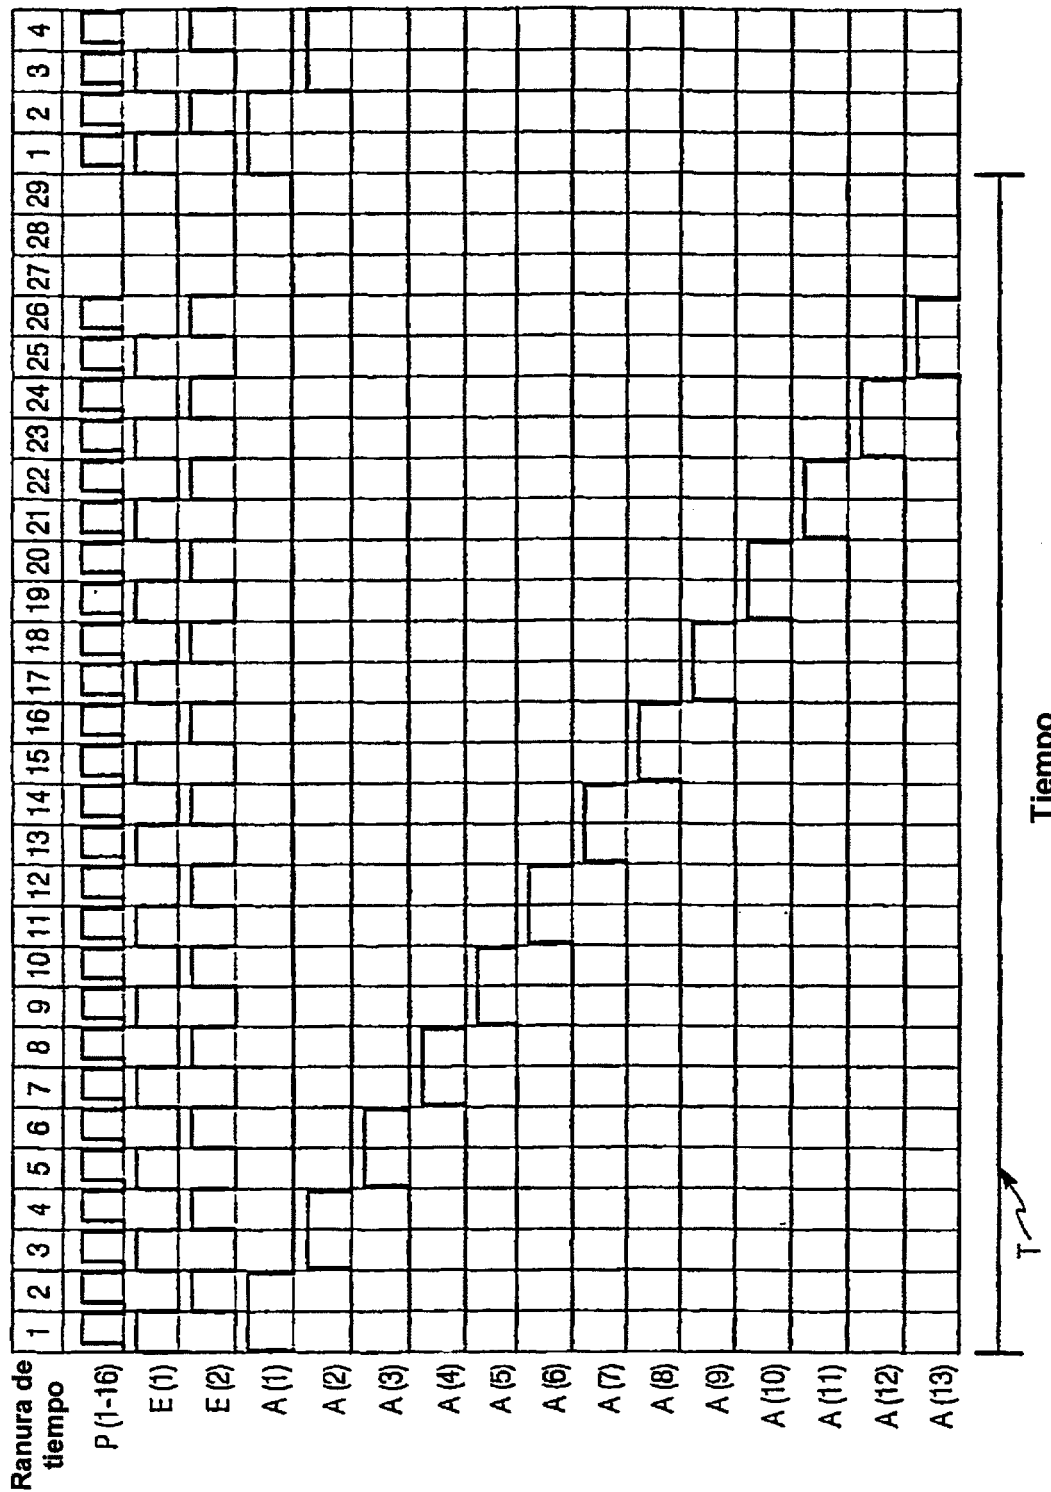 Ranura de
tiempo
1 2 3 4 5 6 7 8 9 10 11 12 13 14 15 16 17 18 19 20 21 22 23 24 25 26 27 28 29 1 2 3 4
P (1-16)
E (1)
E (2)
A (1)
A (2)
A (3)
A (4)
A (5)
A (6)
A (7)
A (8)
A (9)
A (10)
A (11)
A (12)
A (13)
T
Tiempo